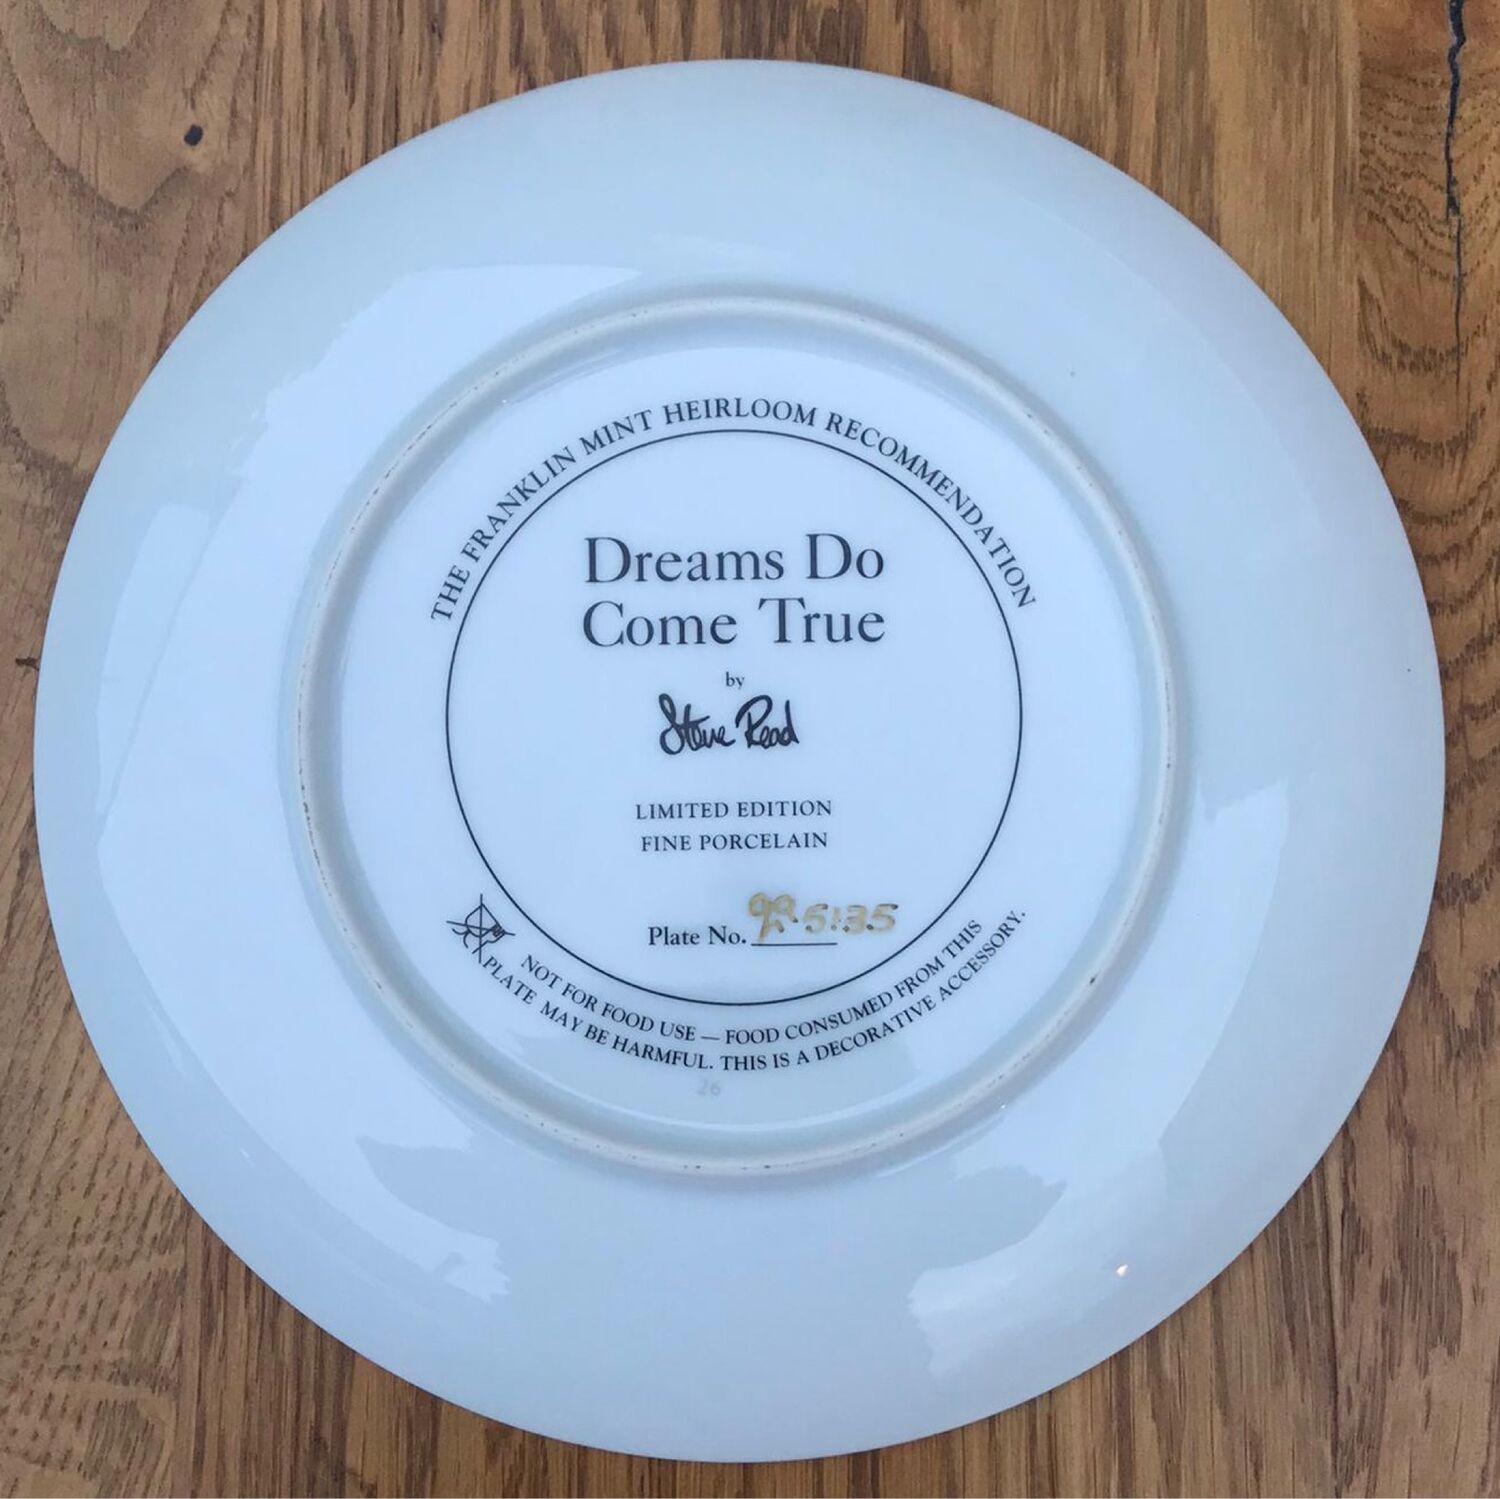 THE FRANKLIN MINT HEIRLOOM RECOMMENDATION
Dreams Do
Come True
by
Steve Read
LIMITED EDITION
FINE PORCELAIN
Plate No.
NOT FOR FOOD USE — FOOD CONSUMED FROM THIS
PLATE MAY BE HARMFUL. THIS IS A DECORATIVE ACCESSORY.
26